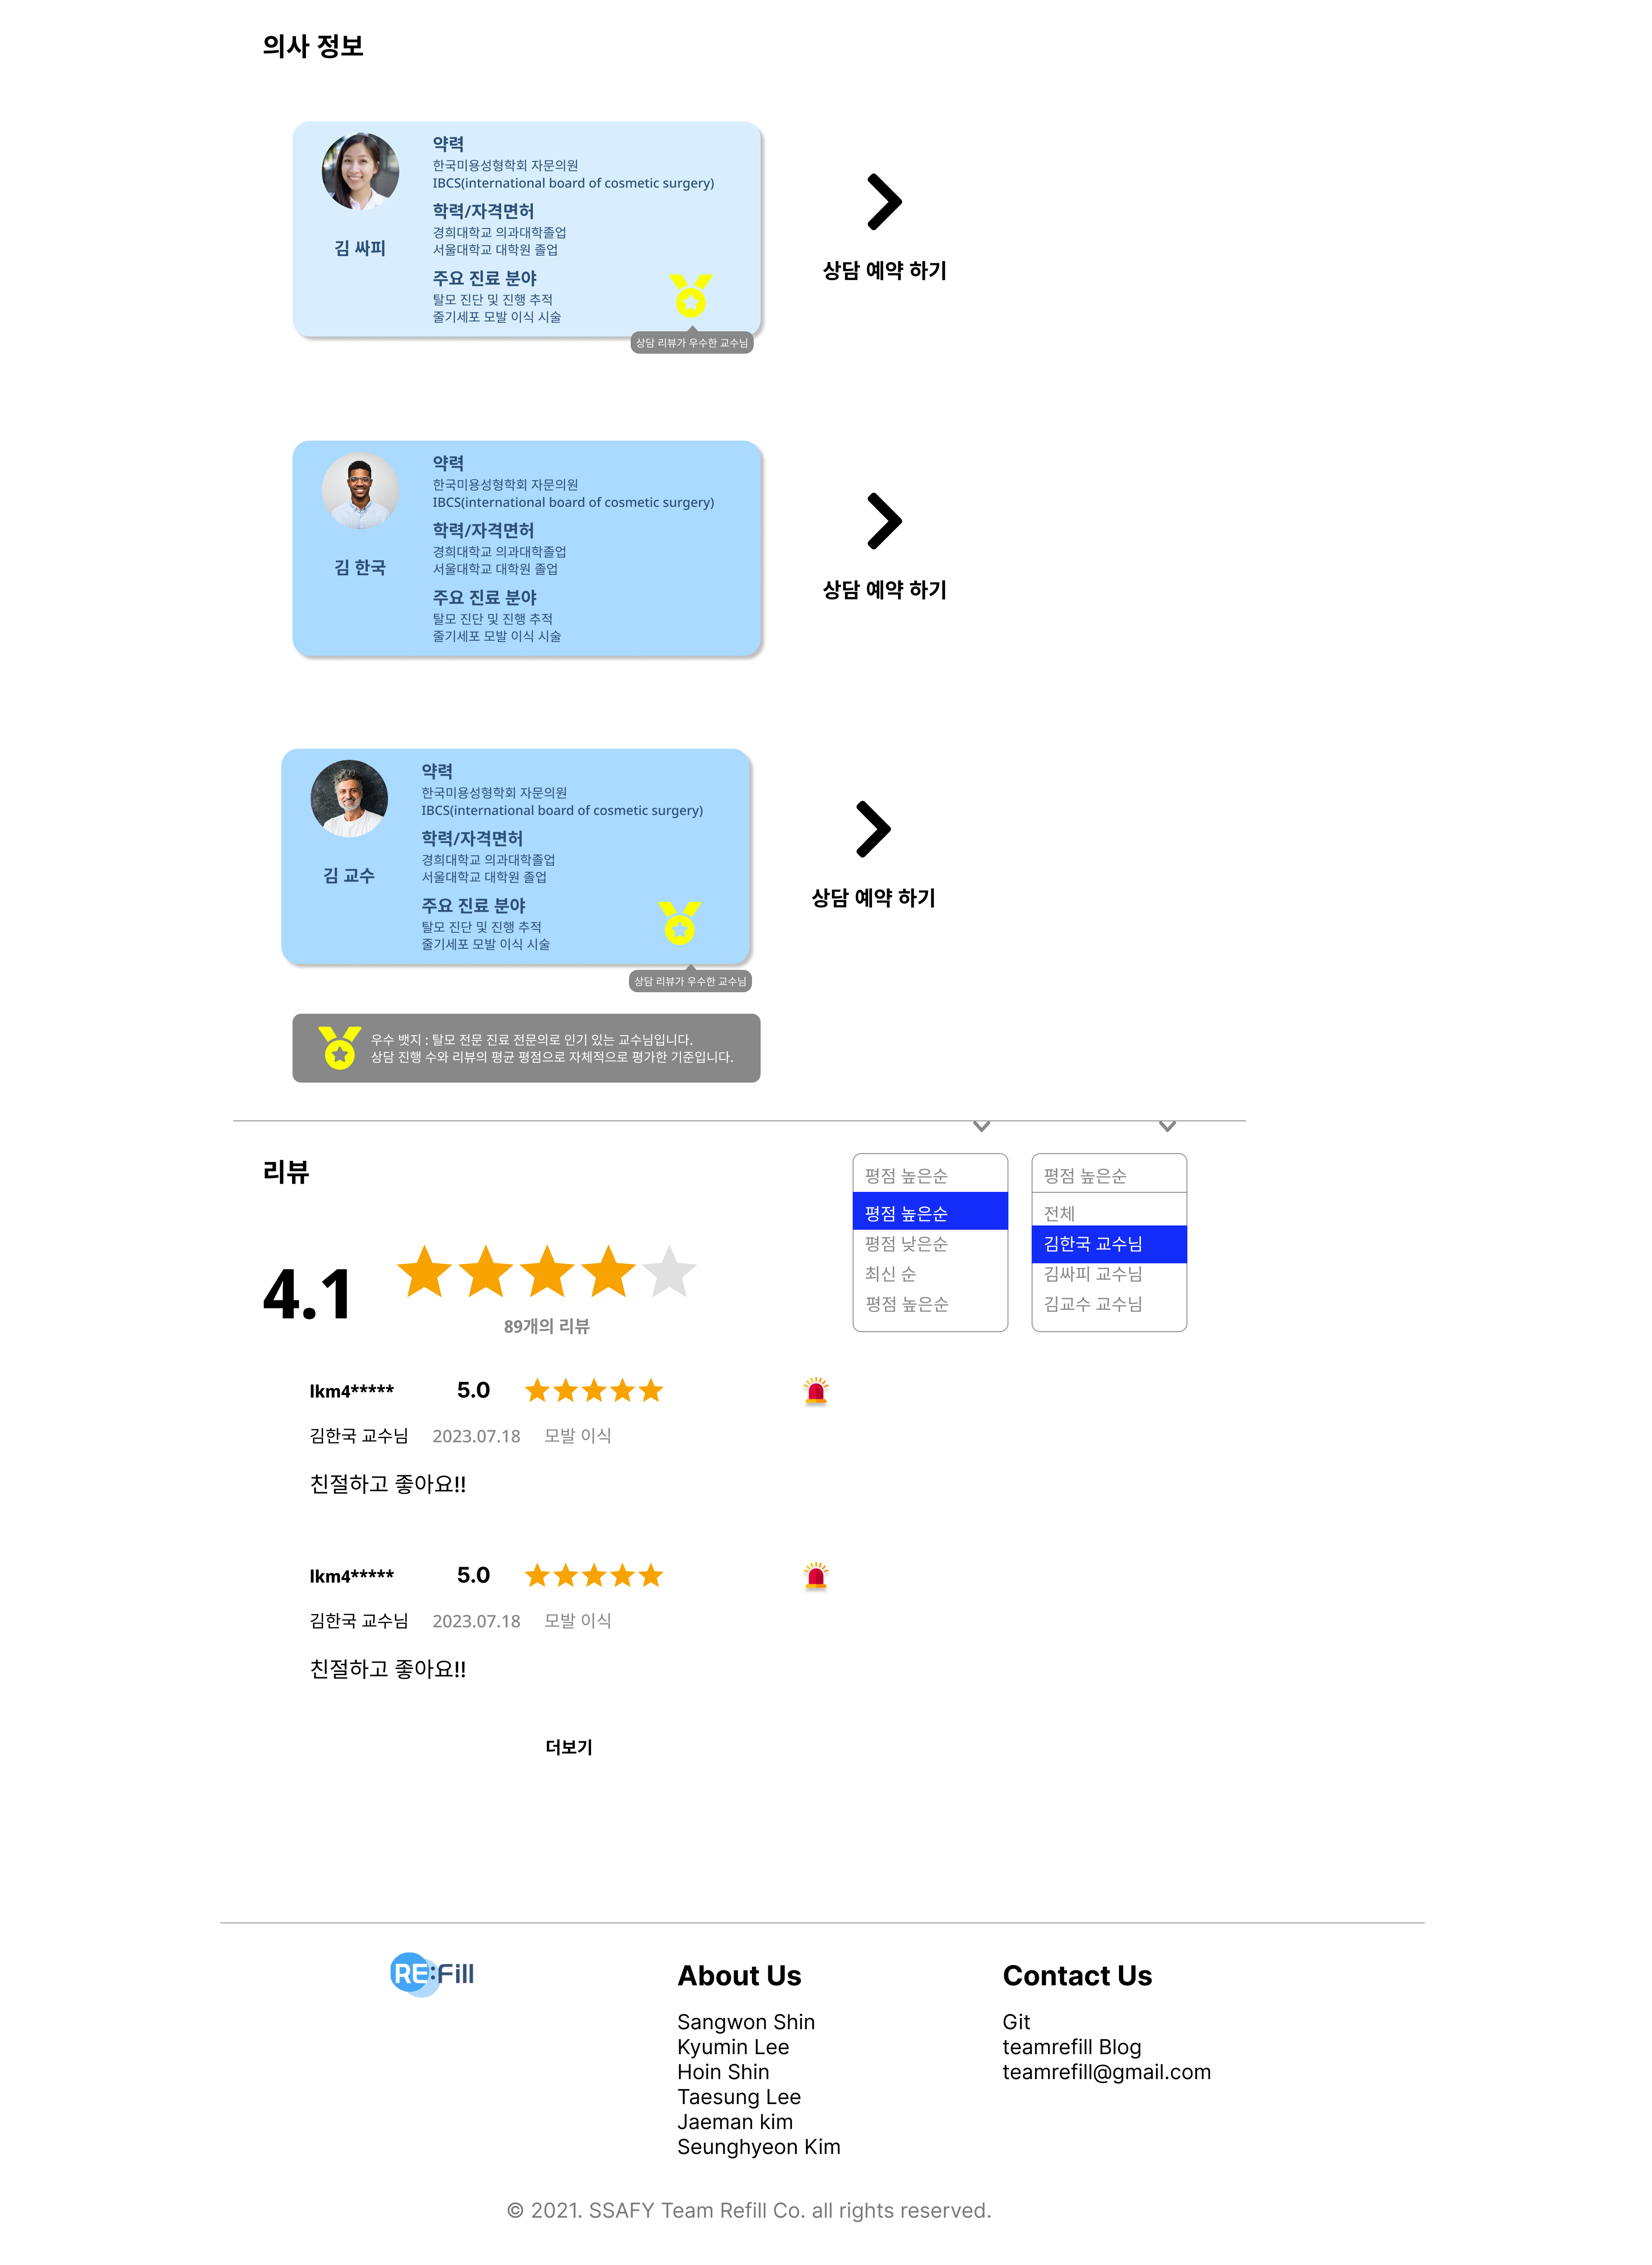 의사 정보
약력
한국미용성형학회 자문의원
IBCS(international board of cosmetic surgery)
학력/자격면허
경희대학교 의과대학졸업
서울대학교 대학원 졸업
김 싸피
주요 진료 분야
탈모 진단 및 진행 추적
줄기세포 모발 이식 시술
상담 리뷰가 우수한 교수님
상담 예약 하기
약력
한국미용성형학회 자문의원
IBCS(international board of cosmetic surgery)
학력/자격면허
경희대학교 의과대학졸업
서울대학교 대학원 졸업
김 한국
주요 진료 분야
탈모 진단 및 진행 추적
줄기세포 모발 이식 시술
상담 예약 하기
약력
한국미용성형학회 자문의원
IBCS(international board of cosmetic surgery)
학력/자격면허
경희대학교 의과대학졸업
서울대학교 대학원 졸업
김 교수
주요 진료 분야
탈모 진단 및 진행 추적
줄기세포 모발 이식 시술
상담 리뷰가 우수한 교수님
상담 예약 하기
우수 뱃지 : 탈모 전문 진료 전문의로 인기 있는 교수님입니다.
상담 진행 수와 리뷰의 평균 평점으로 자체적으로 평가한 기준입니다.
리뷰
4.1
89개의 리뷰
평점 높은순
평점 높은순
평점 낮은순
최신 순
평점 높은순
평점 높은순
전체
김한국 교수님
김싸피 교수님
김교수 교수님
lkm4***** 5.0
김한국 교수님 2023.07.18 모발 이식
친절하고 좋아요!!
lkm4***** 5.0
김한국 교수님 2023.07.18 모발 이식
친절하고 좋아요!!
더보기
RE:Fill
About Us
Sangwon Shin
Kyumin Lee
Hoin Shin
Taesung Lee
Jaeman kim
Seunghyeon Kim
Contact Us
Git
teamrefill Blog
teamrefill@gmail.com
© 2021. SSAFY Team Refill Co. all rights reserved.